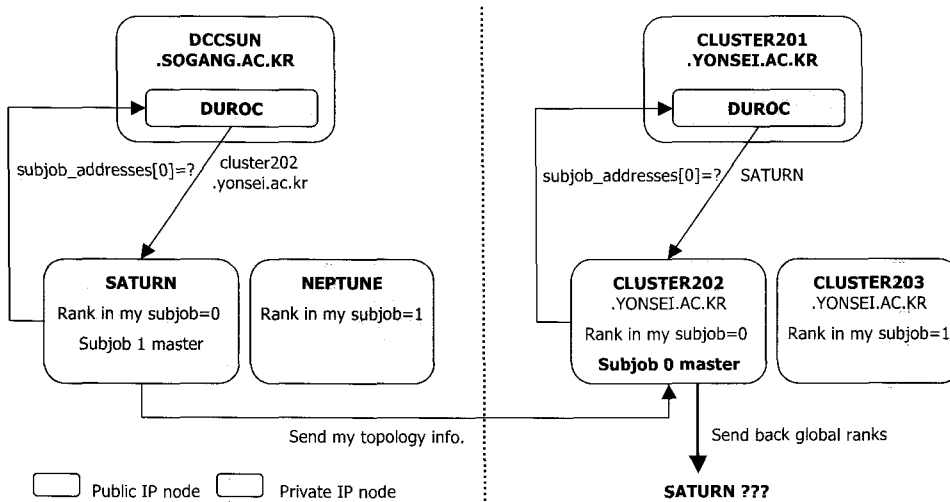 DCCSUN
.SOGANG.AC.KR
DUROC
subjob_addresses[0]=?
cluster202
.yonsei.ac.kr
SATURN
Rank in my subjob=0
Subjob 1 master
NEPTUNE
Rank in my subjob=1
CLUSTER201
.YONSEI.AC.KR
DUROC
subjob_addresses[0]=?
SATURN
CLUSTER202
.YONSEI.AC.KR
Rank in my subjob=0
Subjob 0 master
CLUSTER203
.YONSEI.AC.KR
Rank in my subjob=1
Send my topology info.
Send back global ranks
SATURN ???
Public IP node
Private IP node